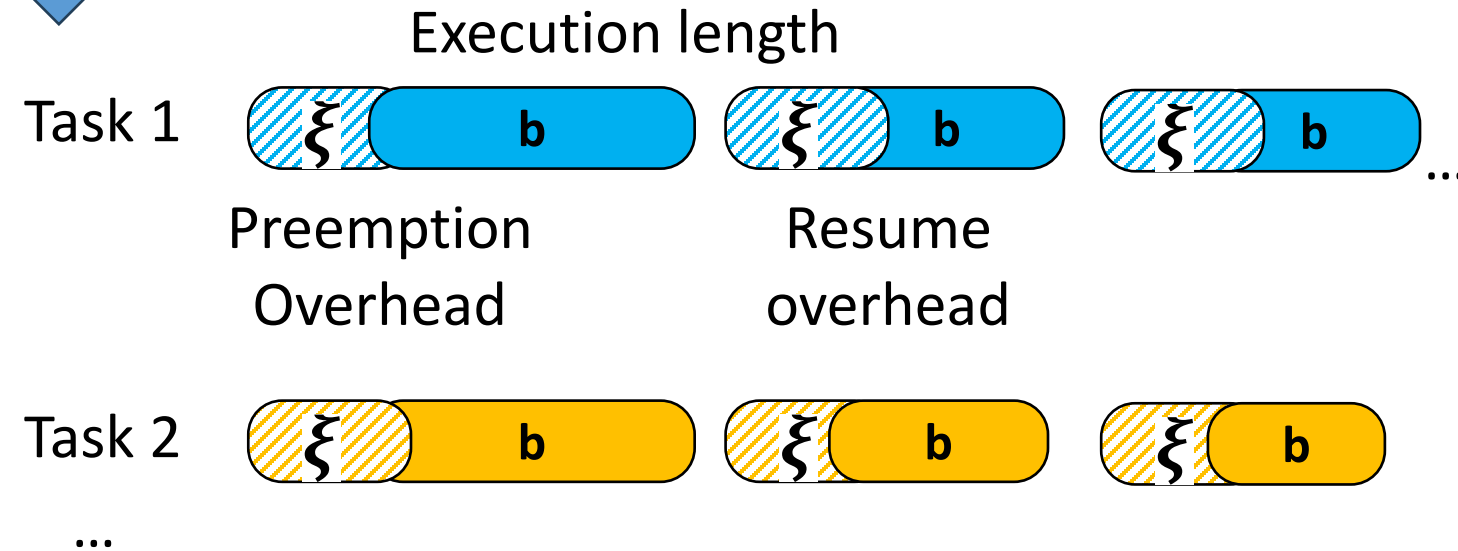 Execution length
Task 1 ξ b ξ b ξ b ...
Preemption Resume
Overhead overhead
Task 2 ξ b ξ b ξ b
...